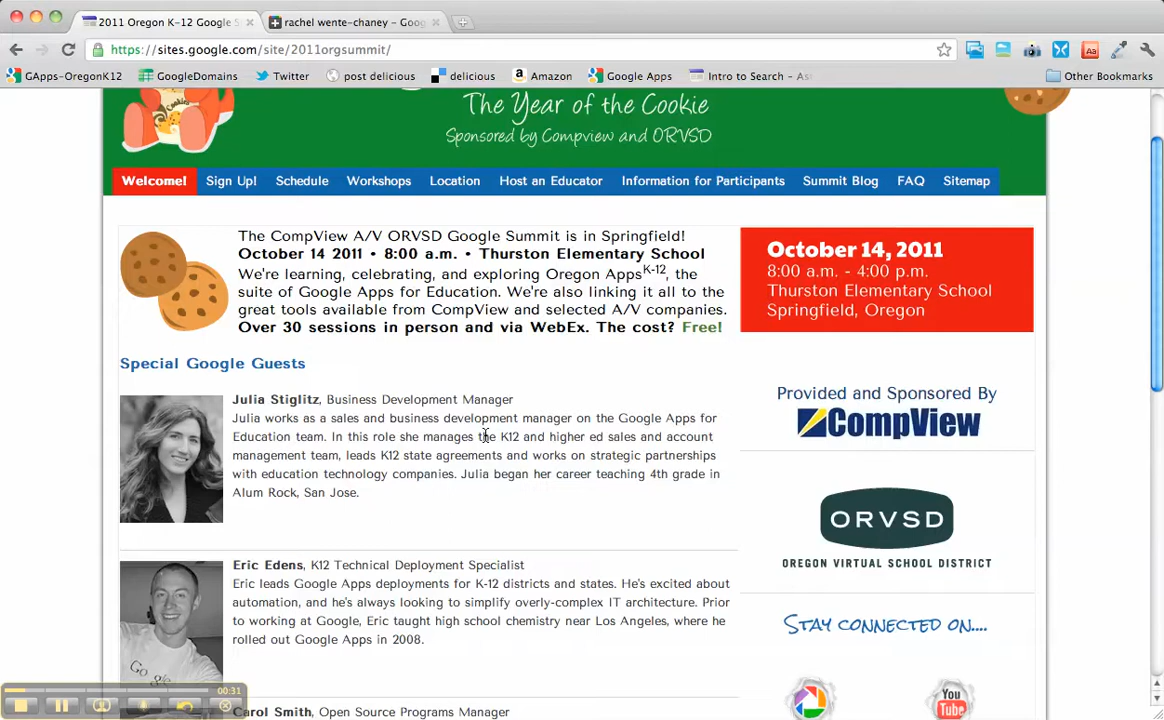 2011 Oregon K-12 Google S
rachel wente-chaney - Goog
https://sites.google.com/site/2011orgsummit/
GApps-OregonK12
GoogleDomains
Twitter
post delicious
delicious
Amazon
Google Apps
Intro to Search - As
Other Bookmarks
Cookies
The Year of the Cookie
Sponsored by Compview and ORVSD
Welcome!
Sign Up!
Schedule
Workshops
Location
Host an Educator
Information for Participants
Summit Blog
FAQ
Sitemap
The CompView A/V ORVSD Google Summit is in Springfield!
October 14 2011 • 8:00 a.m. • Thurston Elementary School
We're learning, celebrating, and exploring Oregon Apps K-12, the
suite of Google Apps for Education. We're also linking it all to the
great tools available from CompView and selected A/V companies.
Over 30 sessions in person and via WebEx. The cost? Free!
October 14, 2011
8:00 a.m. - 4:00 p.m.
Thurston Elementary School
Springfield, Oregon
Special Google Guests
Julia Stiglitz, Business Development Manager
Julia works as a sales and business development manager on the Google Apps for
Education team. In this role she manages the K12 and higher ed sales and account
management team, leads K12 state agreements and works on strategic partnerships
with education technology companies. Julia began her career teaching 4th grade in
Alum Rock, San Jose.
Provided and Sponsored By
CompView
ORVSD
OREGON VIRTUAL SCHOOL DISTRICT
Eric Edens, K12 Technical Deployment Specialist
Eric leads Google Apps deployments for K-12 districts and states. He's excited about
automation, and he's always looking to simplify overly-complex IT architecture. Prior
to working at Google, Eric taught high school chemistry near Los Angeles, where he
rolled out Google Apps in 2008.
Stay connected on....
You
Tube
00:31
Carol Smith, Open Source Programs Manager